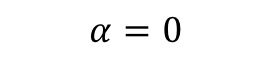 α = 0